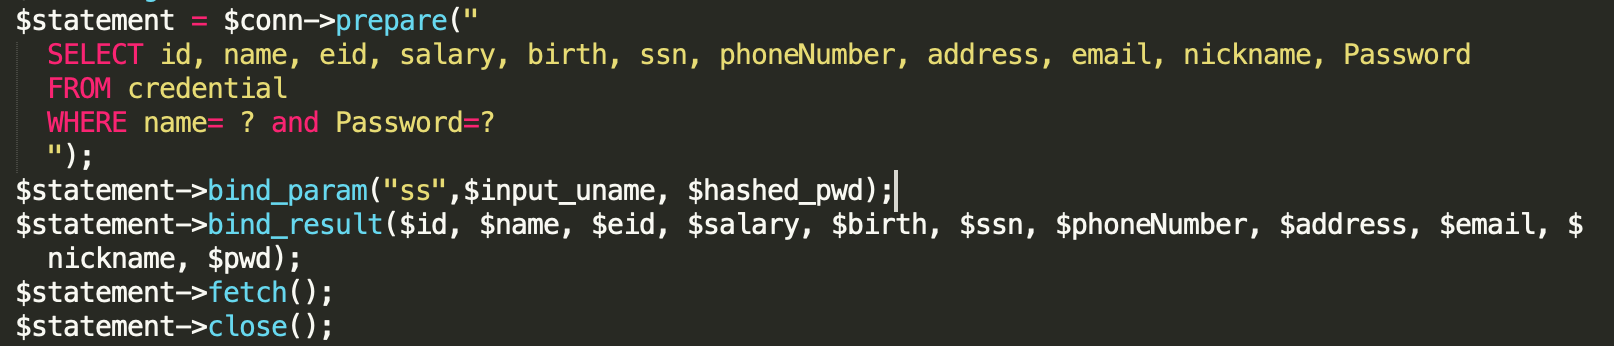 $statement = $conn->prepare("
SELECT id, name, eid, salary, birth, ssn, phoneNumber, address, email, nickname, Password
FROM credential
WHERE name= ? and Password=?
");
$statement->bind_param("ss",$input_uname, $hashed_pwd);
$statement->bind_result($id, $name, $eid, $salary, $birth, $ssn, $phoneNumber, $address, $email, $
nickname, $pwd);
$statement->fetch();
$statement->close();